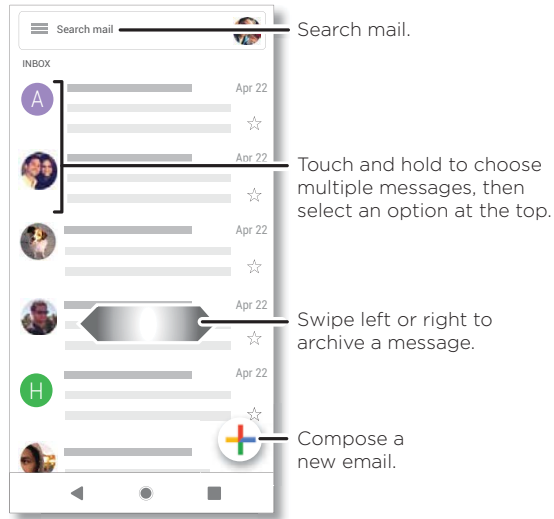 Search mail
Search mail.
INBOX
A
Apr 22
Apr 22
Touch and hold to choose
multiple messages, then
select an option at the top.
Apr 22
Apr 22
Swipe left or right to
archive a message.
H
Apr 22
Compose a
new email.